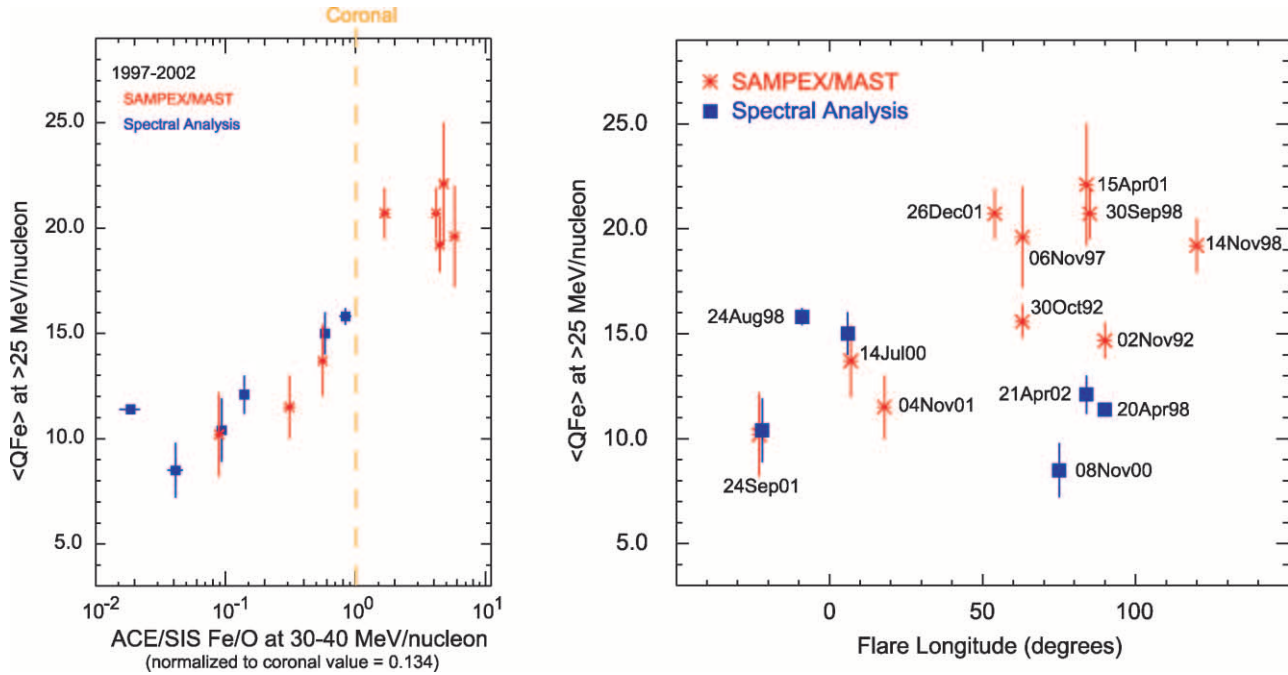 Coronal
1997-2002
SAMPEX/MAST
Spectral Analysis
25.0
20.0
15.0
10.0
5.0
<QFe> at >25 MeV/nucleon
10-2
10-1
100
101
ACE/SIS Fe/O at 30-40 MeV/nucleon
(normalized to coronal value = 0.134)
SAMPEX/MAST
Spectral Analysis
25.0
20.0
15.0
10.0
5.0
<QFe> at >25 MeV/nucleon
15Apr01
26Dec01
30Sep98
14Nov98
06Nov97
30Oct92
24Aug98
02Nov92
14Jul00
21Apr02
04Nov01
20Apr98
24Sep01
08Nov00
0
50
100
Flare Longitude (degrees)